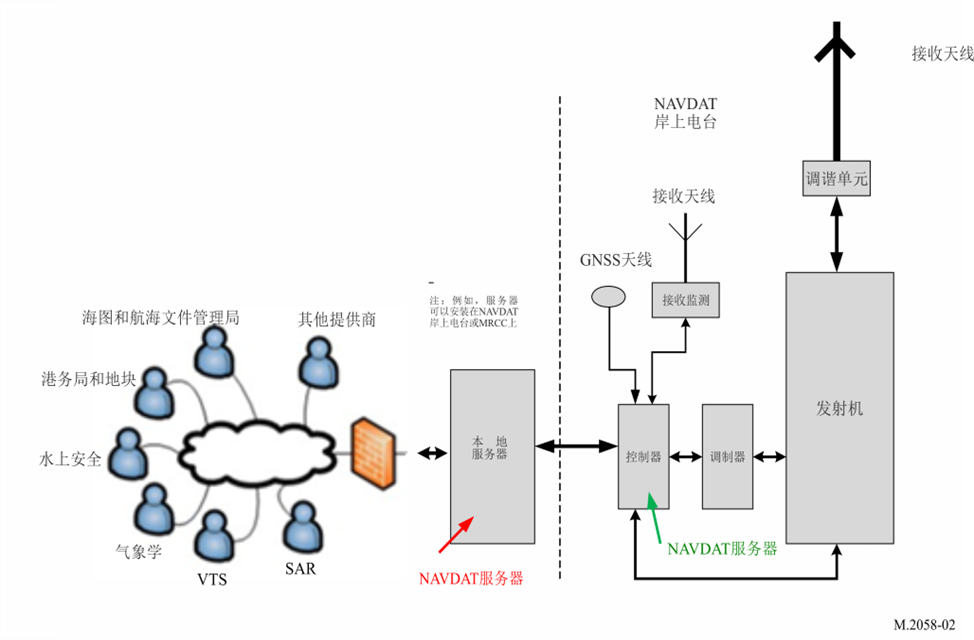 接收天线
NAVDAT
岸上电台
调谐单元
接收天线
GNSS天线
接收监测
注：例如，服务器
可以安装在NAVDAT
岸上电台或MRCC上
海图和航海文件管理局
其他提供商
港务局和地块
水上安全
气象学
VTS
SAR
本 地
服务器
控制器
调制器
发射机
NAVDAT服务器
NAVDAT服务器
M.2058-02